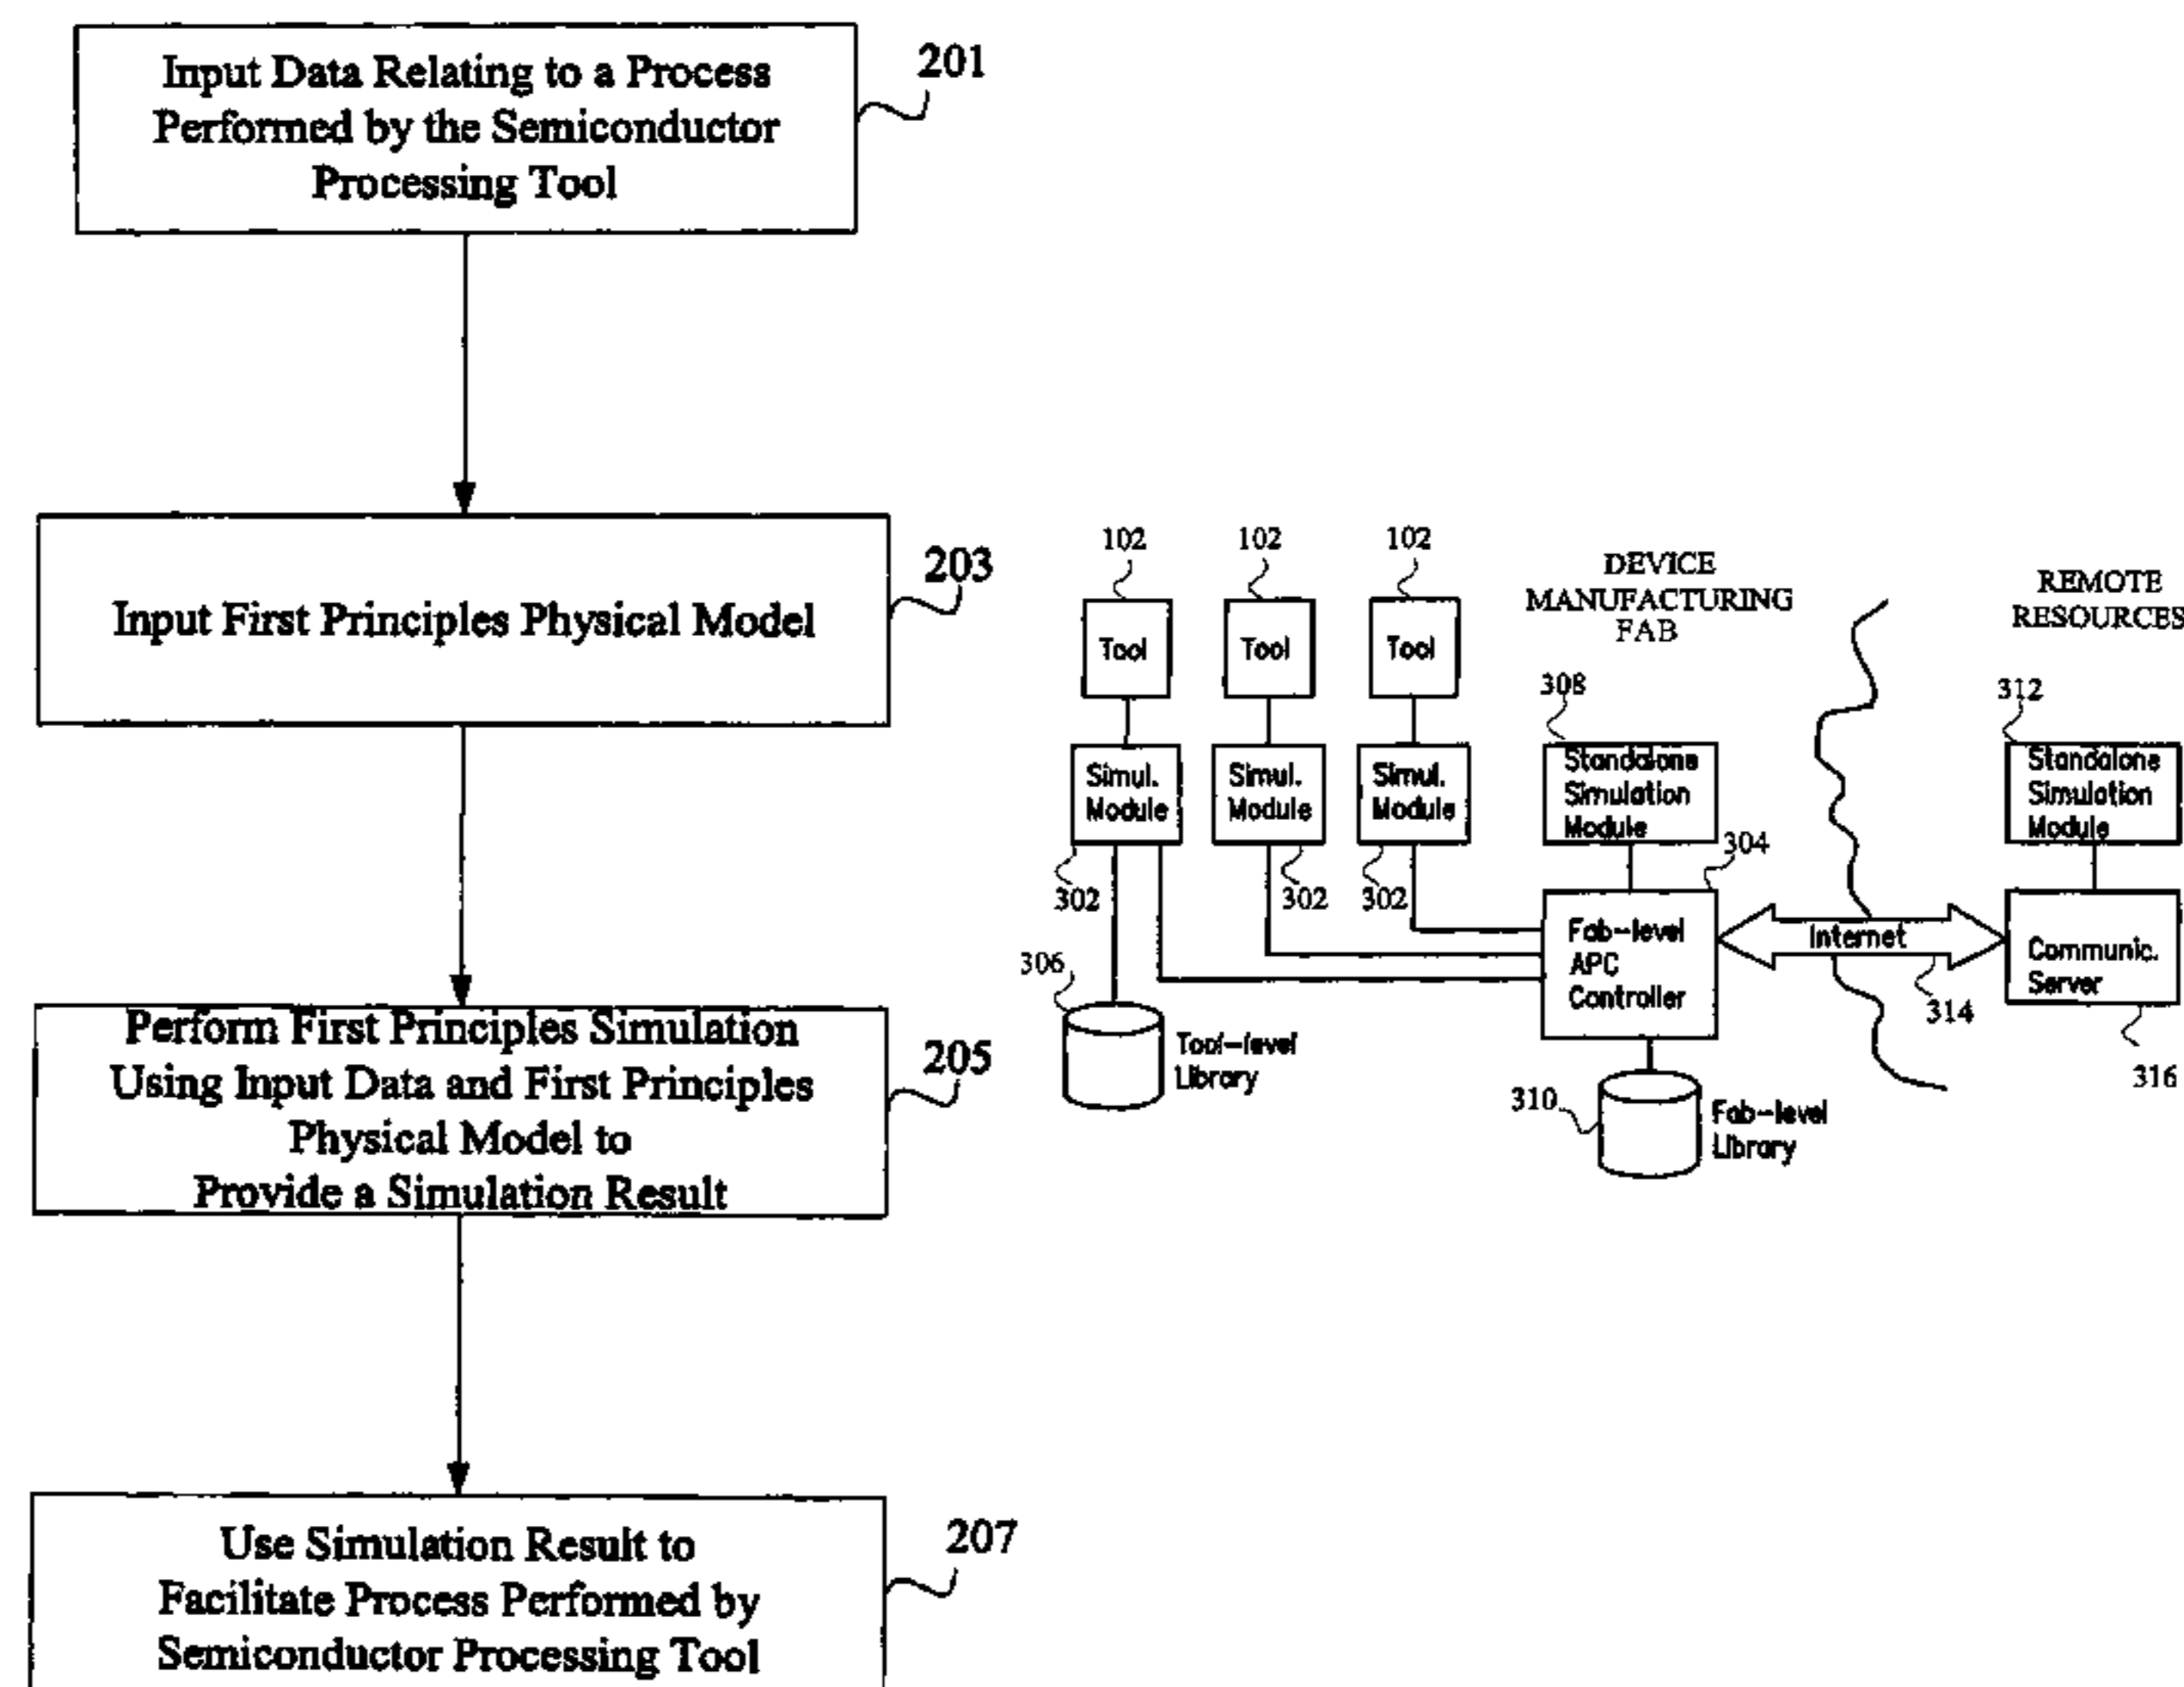 Input Data Relating to a Process
Performed by the Semiconductor
Processing Tool
201
Input First Principles Physical Model
203
Perform First Principles Simulation
Using Input Data and First Principles
Physical Model to
Provide a Simulation Result
205
Use Simulation Result to
Facilitate Process Performed by
Semiconductor Processing Tool
207
102
102
102
Tool
Tool
Tool
DEVICE
MANUFACTURING
FAB
REMOTE
RESOURCES
308
312
Simul.
Module
Simul.
Module
Simul.
Module
Standalone
Simulation
Module
Standalone
Simulation
Module
302
302
302
304
306
Tool-level
Library
Fab-level
APC
Controller
Internet
314
Communic.
Server
316
310
Fab-level
Library